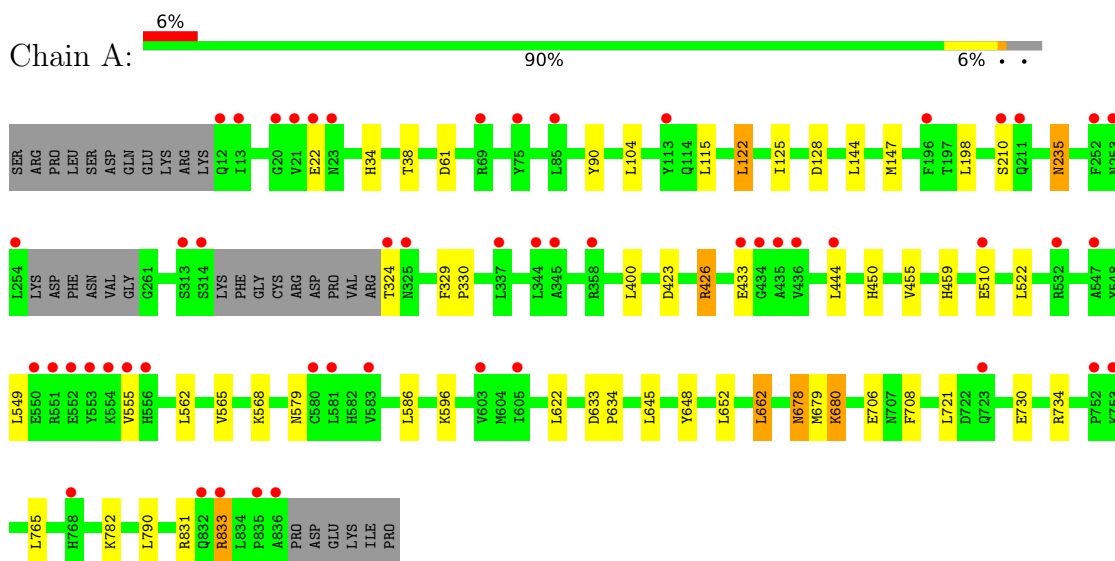 6%
Chain A:
90% 6% • •
SER ARG PRO LEU SER ASP GLN GLU LYS ARG LYS Q12 I13 G20 V21 E22 N23 H34 T38 D61 R69 Y75 L85 Y90 L104 Y113 Q114 L115 L122 I125 D128 L144 M147 F196 T197 L198 S210 Q211 N235 F252 N253
L254 LYS ASP PHE ASN VAL GLY G261 S313 S314 LYS PHE GLY CYS ARG ASP PRO VAL ARG T324 N325 F329 P330 L337 L344 A345 R358 L400 D423 R426 E433 G434 A435 V436 L444 H450 V455 H459 E510 L522 R532 A547 Y548
L549 E550 R551 E552 Y553 K554 V555 H556 L562 V565 K568 N579 C580 L581 H582 V583 L586 K596 V603 M604 I605 L622 D633 P634 L645 Y648 L652 L662 N678 M679 K680 E706 N707 F708 L721 D722 Q723 E730 R734 P752 K753
L765 H768 K782 L790 R831 Q832 R833 L834 P835 A836 PRO ASP GLU LYS ILE PRO